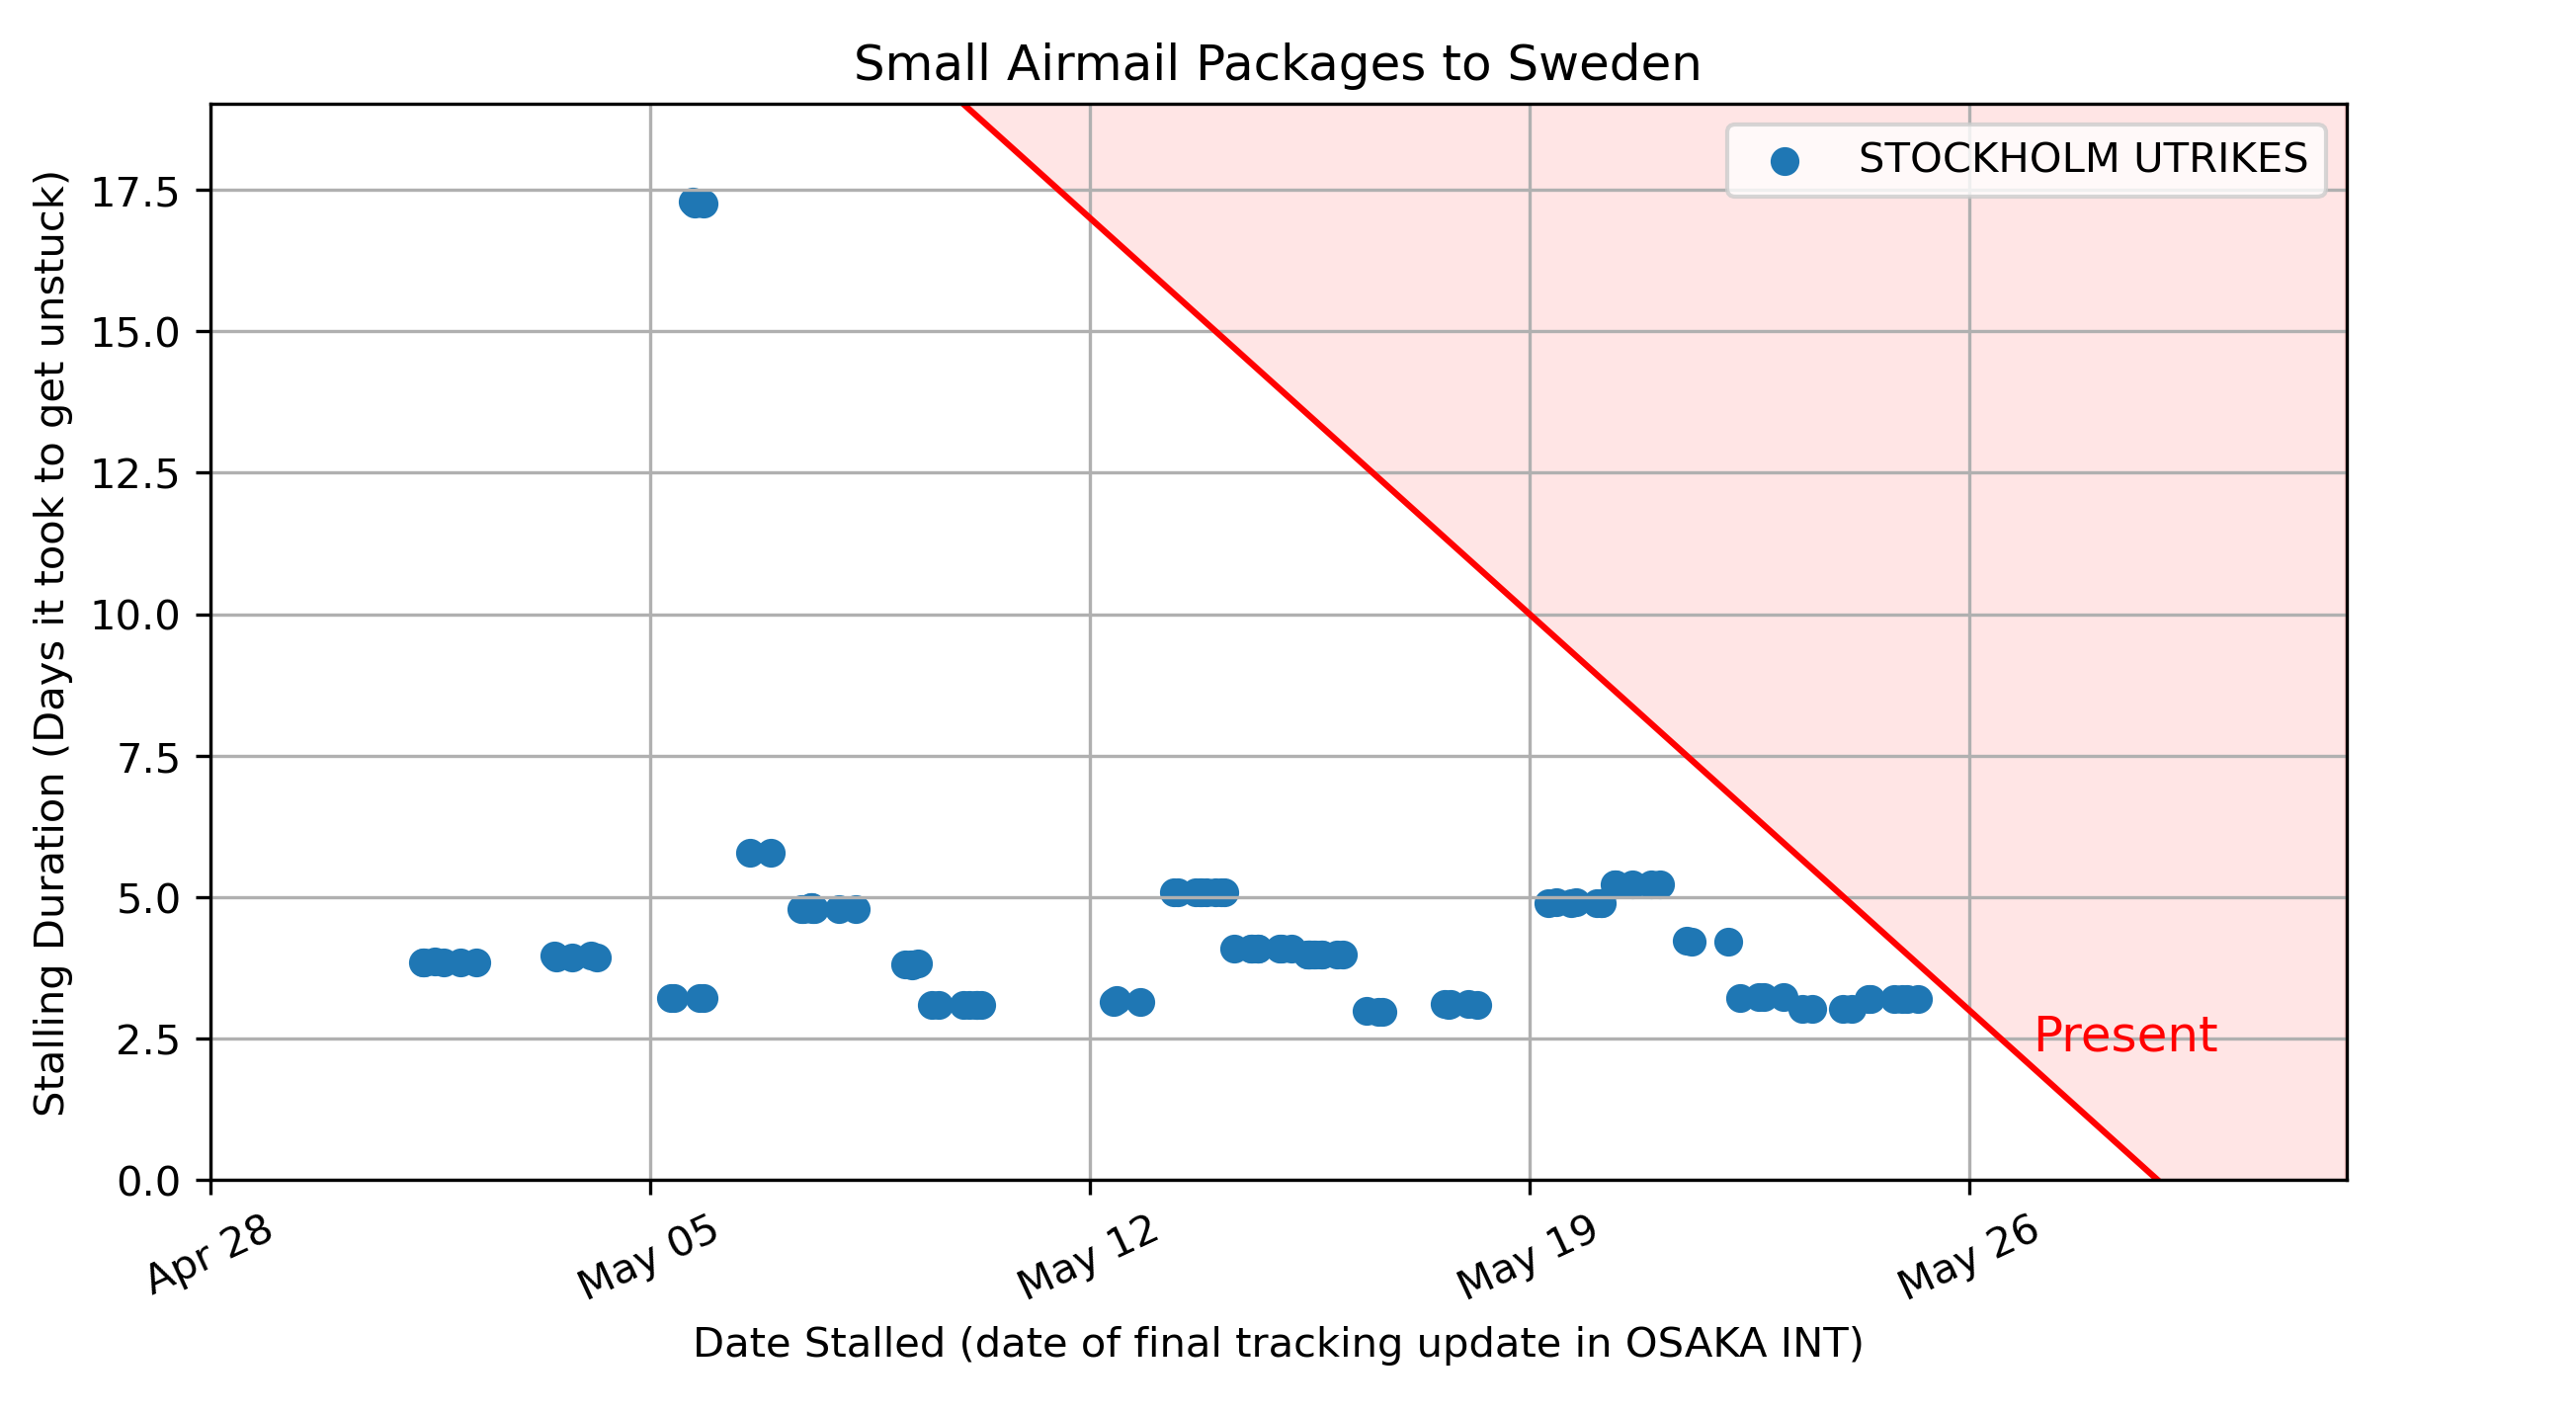 Small Airmail Packages to Sweden
STOCKHOLM UTRIKES
Stalling Duration (Days it took to get unstuck)
17.5
15.0
12.5
10.0
7.5
5.0
2.5
0.0
Present
Apr 28
May 05
May 12
May 19
May 26
Date Stalled (date of final tracking update in OSAKA INT)